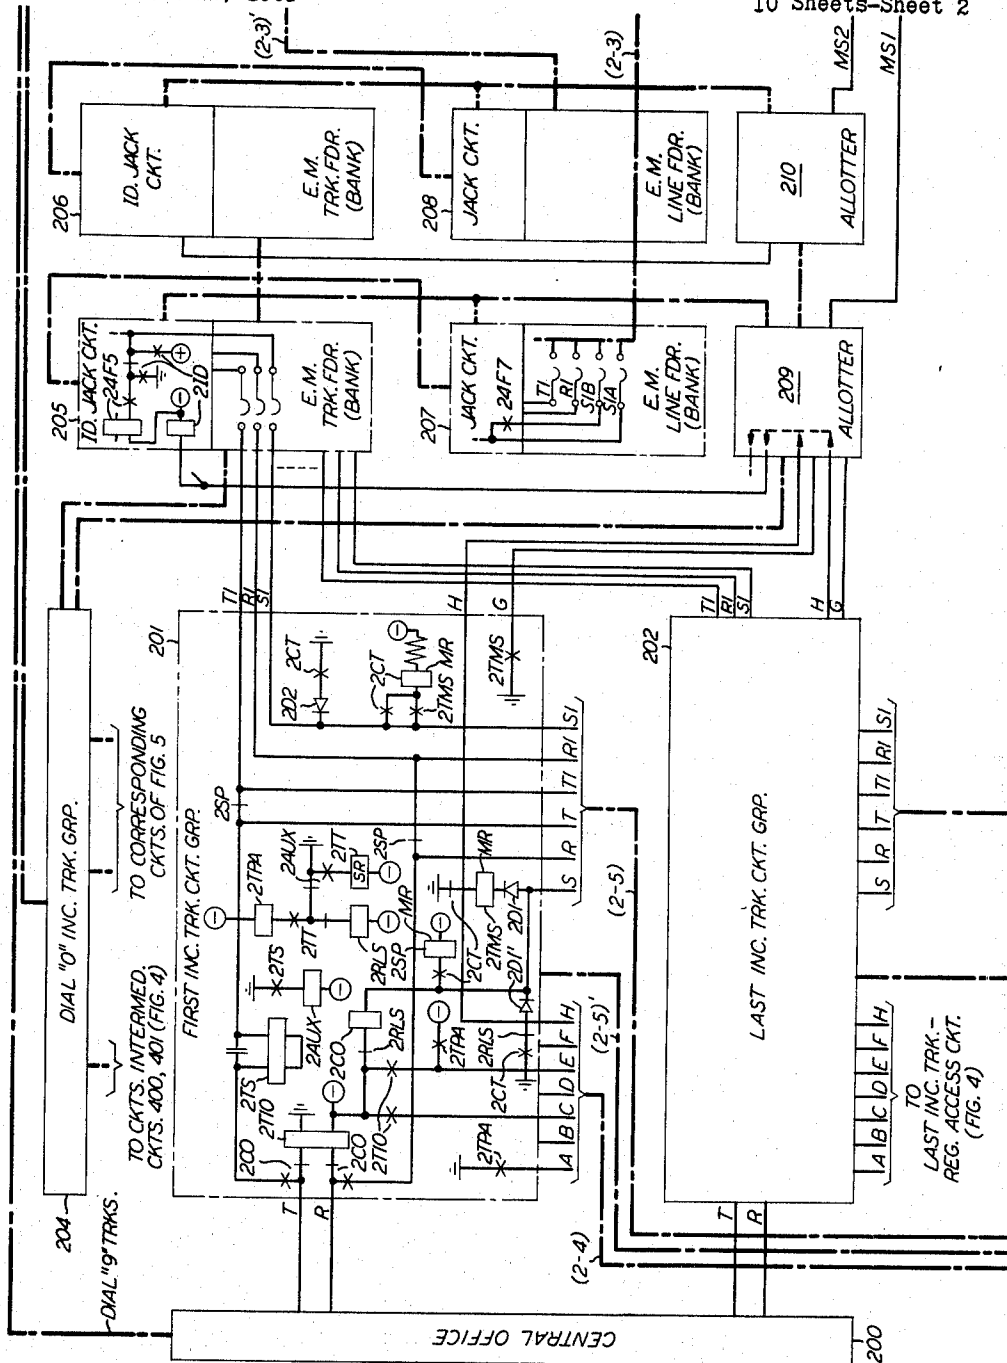 10 Sheets-Sheet 2
(2-3)'
(2-3)
MS2
MS1
206
ID. JACK
CKT.
E.M.
TRK. FDR.
(BANK)
208
JACK CKT.
E.M.
LINE FDR.
(BANK)
210
ALLOTTER
205
ID. JACK CKT.
24F5
21D
E.M.
TRK. FDR.
(BANK)
207
JACK CKT.
24F7
T1
R1
S1B
S1A
E.M.
LINE FDR.
(BANK)
209
ALLOTTER
204
DIAL "0" INC. TRK. GRP.
DIAL "9" TRKS.
TO CKTS. INTERMED.
CKTS. 400, 401 (FIG. 4)
TO CORRESPONDING
CKTS. OF FIG. 5
201
FIRST INC. TRK. CKT. GRP.
T1
R1
S1
H
G
2SP
2D2
2CT
2CT
MR
2TMS
2TMS
2TPA
2AUX
2TT
SR
2TT
2RLS
2SP
2SP
MR
2CT
2CT
MR
2TMS
2D1
2D1'
2TS
2TS
2AUX
2CO
2RLS
2T10
2CO
2CO
2T10
2TPA
2RLS
2CT
2TPA
T
R
A
B
C
D
E
F
H
S
R
T
T1
R1
S1
(2-5)
(2-5)'
(2-4)
202
LAST INC. TRK. CKT. GRP.
T1
R1
S1
H
G
T
R
A
B
C
D
E
F
H
S
R
T
T1
R1
S1
TO
LAST INC. TRK.-
REG. ACCESS CKT.
(FIG. 4)
CENTRAL OFFICE
200